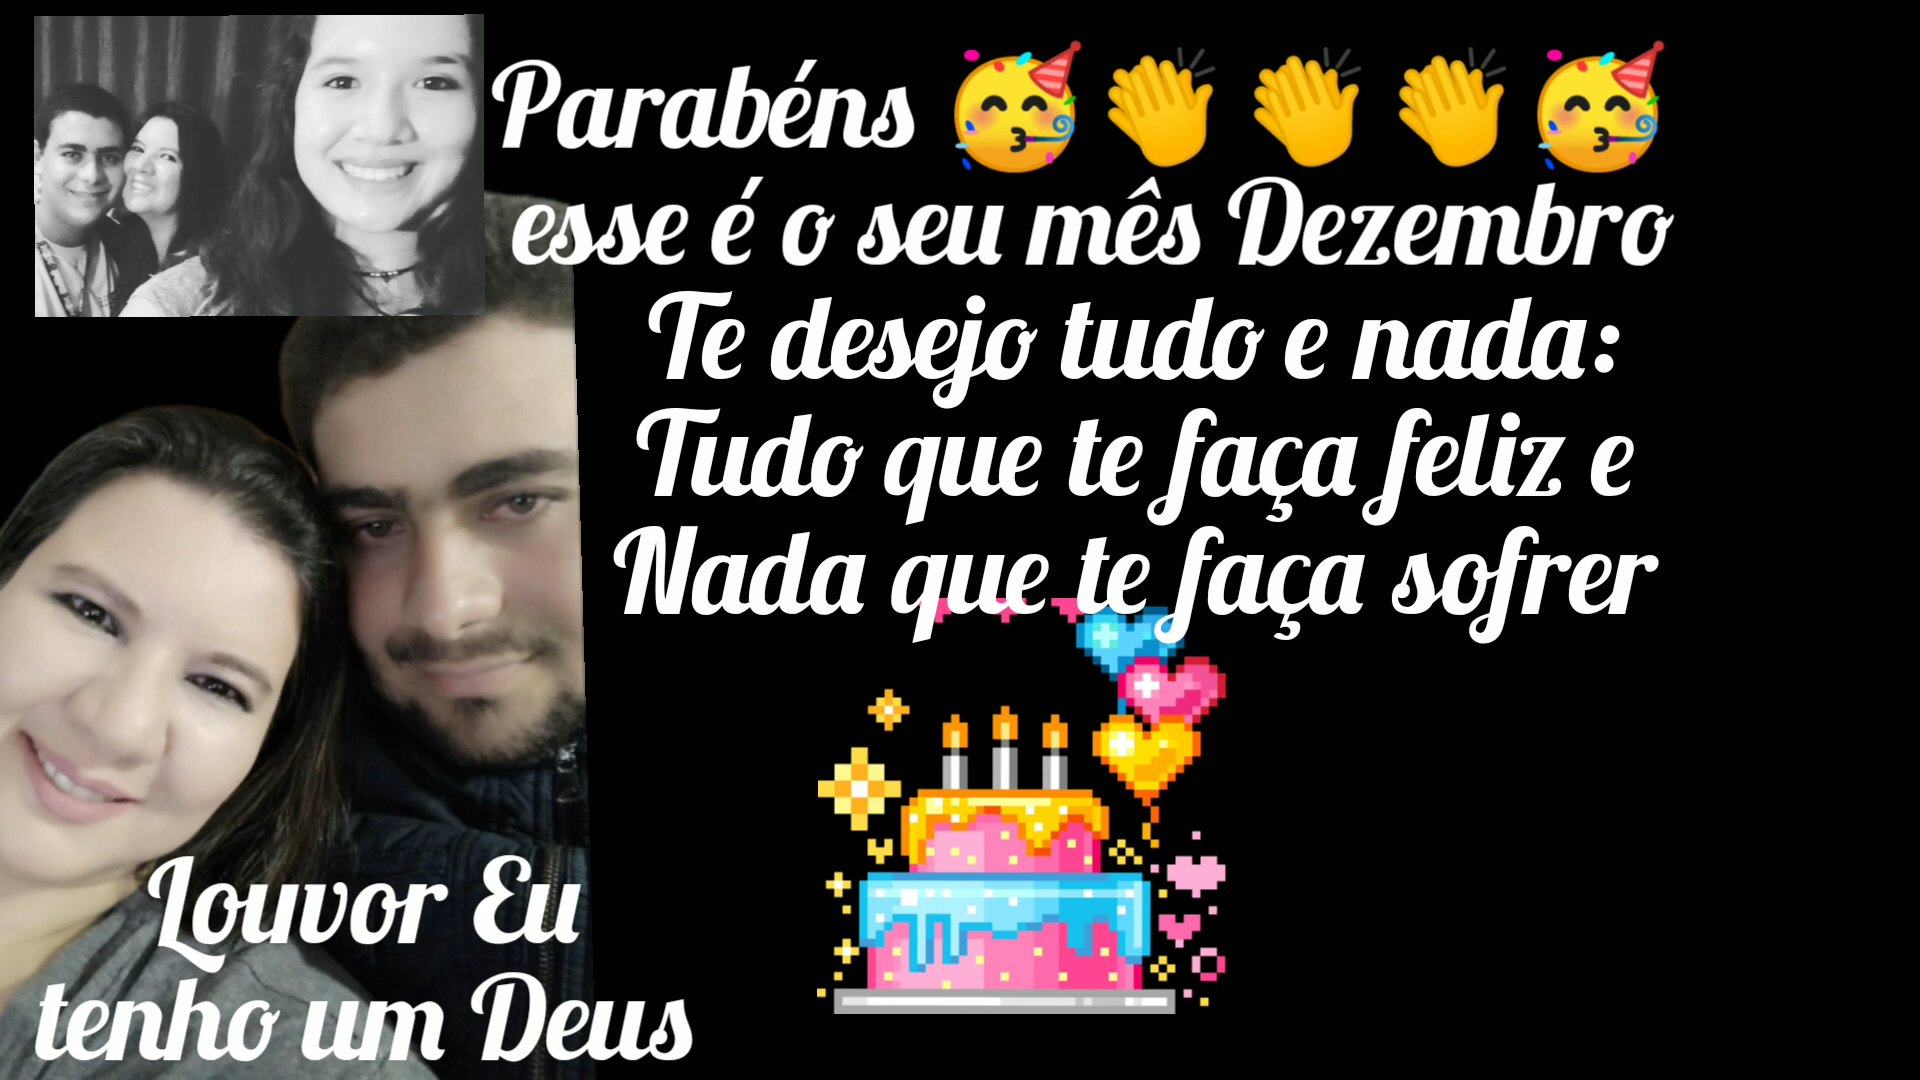 Parabéns 🥳 👏 👏 👏 🥳
esse é o seu mês Dezembro
Te desejo tudo e nada:
Tudo que te faça feliz e
Nada que te faça sofrer
Louvor Eu
tenho um Deus